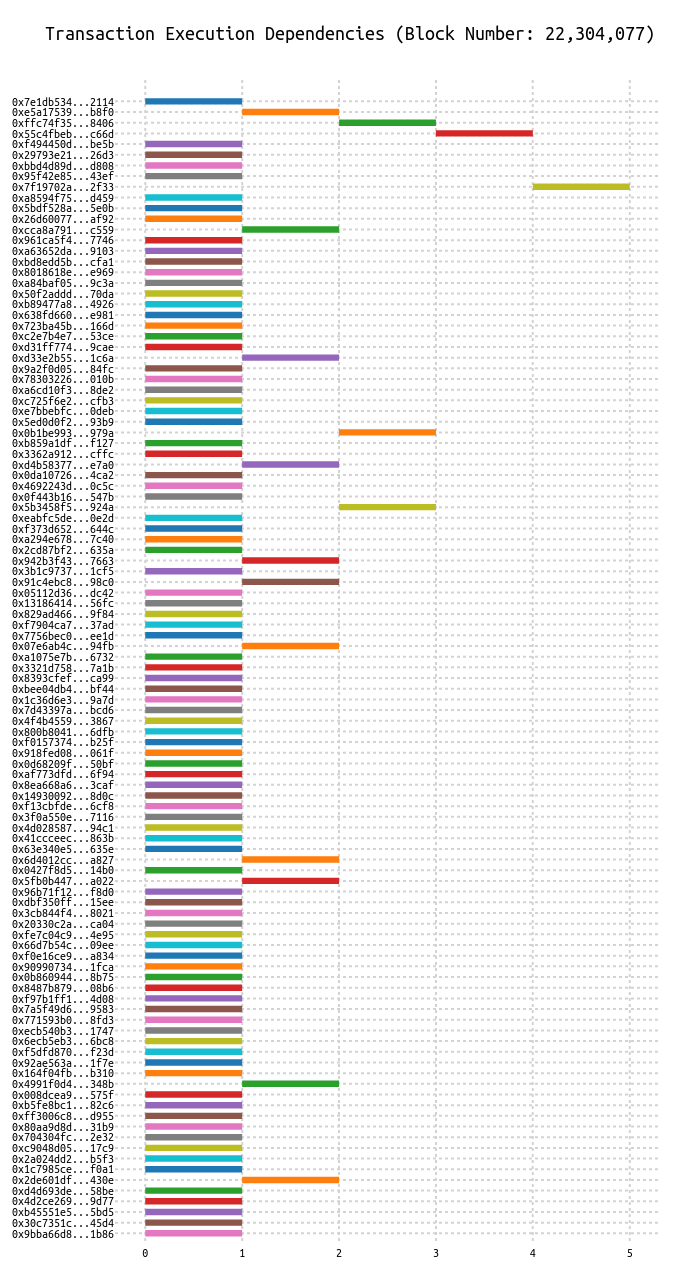 Transaction Execution Dependencies (Block Number: 22,304,077)
0x7e1db534...2114
0xe5a17539...b8f0
0xffc74f35...8406
0x55c4fbeb...c66d
0xf494450d...be5b
0x29793e21...26d3
0xbbd4d89d...d808
0x95f42e85...43ef
0x7f19702a...2f33
0xa8594f75...d459
0x5bdf528a...5e0b
0x26d60077...af92
0xcca8a791...c559
0x961ca5f4...7746
0xa63652da...9103
0xbd8edd5b...cfa1
0x8018618e...e969
0xa84baf05...9c3a
0x50f2addd...70da
0xb89477a8...4926
0x638fd660...e981
0x723ba45b...166d
0xc2e7b4e7...53ce
0xd31ff774...9cae
0xd33e2b55...1c6a
0x9a2f0d05...84fc
0x78303226...010b
0xa6cd10f3...8de2
0xc725f6e2...cfb3
0xe7bbebfc...0deb
0x5ed0d0f2...93b9
0x0b1be993...979a
0xb859a1df...f127
0x3362a912...cffc
0xd4b58377...e7a0
0x0da10726...4ca2
0x4692243d...0c5c
0x0f443b16...547b
0x5b3458f5...924a
0xeabfc5de...0e2d
0xf373d652...644c
0xa294e678...7c40
0x2cd87bf2...635a
0x942b3f43...7663
0x3b1c9737...1cf5
0x91c4ebc8...98c0
0x05112d36...dc42
0x13186414...56fc
0x829ad466...9f84
0xf7904ca7...37ad
0x7756bec0...ee1d
0x07e6ab4c...94fb
0xa1075e7b...6732
0x3321d758...7a1b
0x8393cfef...ca99
0xbee04db4...bf44
0x1c36d6e3...9a7d
0x7d43397a...bcd6
0x4f4b4559...3867
0x800b8041...6dfb
0xf0157374...b25f
0x918fed08...061f
0x0d68209f...50bf
0xaf773dfd...6f94
0x8ea668a6...3caf
0x14930092...8d0c
0xf13cbfde...6cf8
0x3f0a550e...7116
0x4d028587...94c1
0x41ccceec...863b
0x63e340e5...635e
0x6d4012cc...a827
0x0427f8d5...14b0
0x5fb0b447...a022
0x96b71f12...f8d0
0xdbf350ff...15ee
0x3cb844f4...8021
0x20330c2a...ca04
0xfe7c04c9...4e95
0x66d7b54c...09ee
0xf0e16ce9...a834
0x90990734...1fca
0x0b860944...8b75
0x8487b879...08b6
0xf97b1ff1...4d08
0x7a5f49d6...9583
0x771593b0...8fd3
0xecb540b3...1747
0x6ecb5eb3...6bc8
0xf5dfd870...f23d
0x92ae563a...1f7e
0x164f04fb...b310
0x4991f0d4...348b
0x008dcea9...575f
0xb5fe8bc1...82c6
0xff3006c8...d955
0x80aa9d8d...31b9
0x704304fc...2e32
0xc9048d05...17c9
0x2a024dd2...b5f3
0x1c7985ce...f0a1
0x2de601df...430e
0xd4d693de...58be
0x4d2ce269...9d77
0xb45551e5...5bd5
0x30c7351c...45d4
0x9bba66d8...1b86
0 1 2 3 4 5